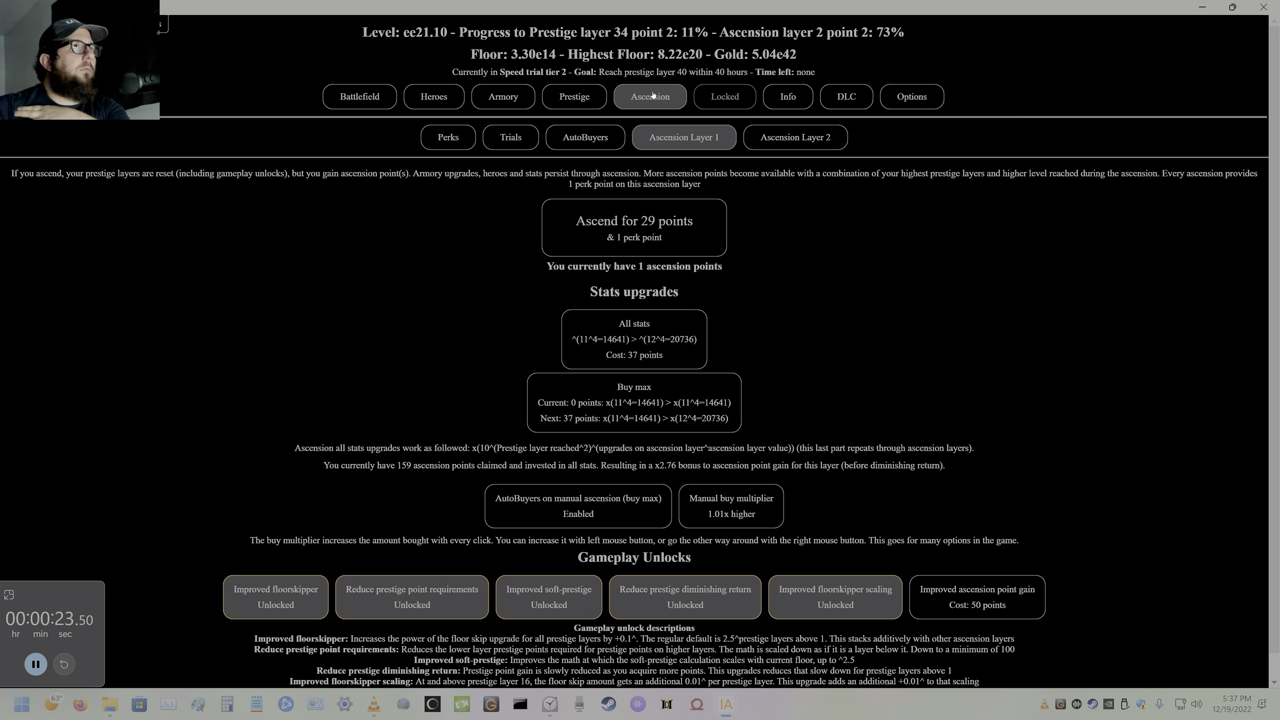 Level: ee21.10 - Progress to Prestige layer 34 point 2: 11% - Ascension layer 2 point 2: 73%
Floor: 3.30e14 - Highest Floor: 8.22e20 - Gold: 5.04e42
Currently in Speed trial tier 2 - Goal: Reach prestige layer 40 within 40 hours - Time left: none
Battlefield Heroes Armory Prestige Ascension Locked Info DLC Options
Perks Trials AutoBuyers Ascension Layer 1 Ascension Layer 2
If you ascend, your prestige layers are reset (including gameplay unlocks), but you gain ascension point(s). Armory upgrades, heroes and stats persist through ascension. More ascension points become available with a combination of your highest prestige layers and higher level reached during the ascension. Every ascension provides
1 perk point on this ascension layer
Ascend for 29 points
& 1 perk point
You currently have 1 ascension points
Stats upgrades
All stats
^(11^4=14641) > ^(12^4=20736)
Cost: 37 points
Buy max
Current: 0 points: x(11^4=14641) > x(11^4=14641)
Next: 37 points: x(11^4=14641) > x(12^4=20736)
Ascension all stats upgrades work as followed: x(10^(Prestige layer reached^2)^(upgrades on ascension layer^ascension layer value)) (this last part repeats through ascension layers).
You currently have 159 ascension points claimed and invested in all stats. Resulting in a x2.76 bonus to ascension point gain for this layer (before diminishing return).
AutoBuyers on manual ascension (buy max) Manual buy multiplier
Enabled 1.01x higher
The buy multiplier increases the amount bought with every click. You can increase it with left mouse button, or go the other way around with the right mouse button. This goes for many options in the game.
Gameplay Unlocks
Improved floorskipper Reduce prestige point requirements Improved soft-prestige Reduce prestige diminishing return Improved floorskipper scaling Improved ascension point gain
Unlocked Unlocked Unlocked Unlocked Unlocked Cost: 50 points
Gameplay unlock descriptions
Improved floorskipper: Increases the power of the floor skip upgrade for all prestige layers by +0.1^. The regular default is 2.5^prestige layers above 1. This stacks additively with other ascension layers
Reduce prestige point requirements: Reduces the lower layer prestige points required for prestige points on higher layers. The math is scaled down as if it is a layer below it. Down to a minimum of 100
Improved soft-prestige: Improves the math at which the soft-prestige calculation scales with current floor, up to ^2.5
Reduce prestige diminishing return: Prestige point gain is slowly reduced as you acquire more points. This upgrades reduces that slow down for prestige layers above 1
Improved floorskipper scaling: At and above prestige layer 16, the floor skip amount gets an additional 0.01^ per prestige layer. This upgrade adds an additional +0.01^ to that scaling
00:00:23.50
hr min sec
63°
5:37 PM
12/19/2022